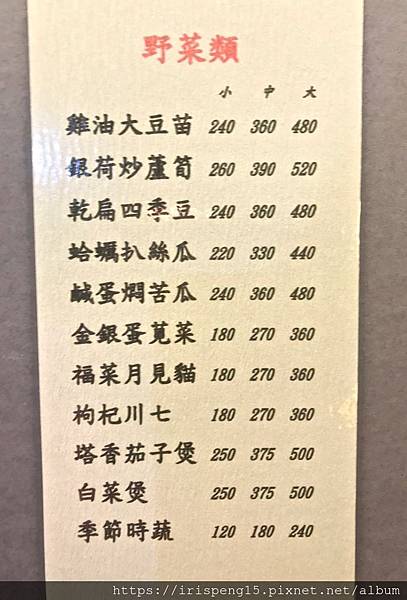 野菜類
小 中 大
雞油大豆苗 240 360 480
銀荷炒蘆筍 260 390 520
乾扁四季豆 240 360 480
蛤蠣扒絲瓜 220 330 440
鹹蛋燜苦瓜 240 360 480
金銀蛋莧菜 180 270 360
福菜月見貓 180 270 360
枸杞川七 180 270 360
塔香茄子煲 250 375 500
白菜煲 250 375 500
季節時蔬 120 180 240
https://irispeng15.pixnet.net/album